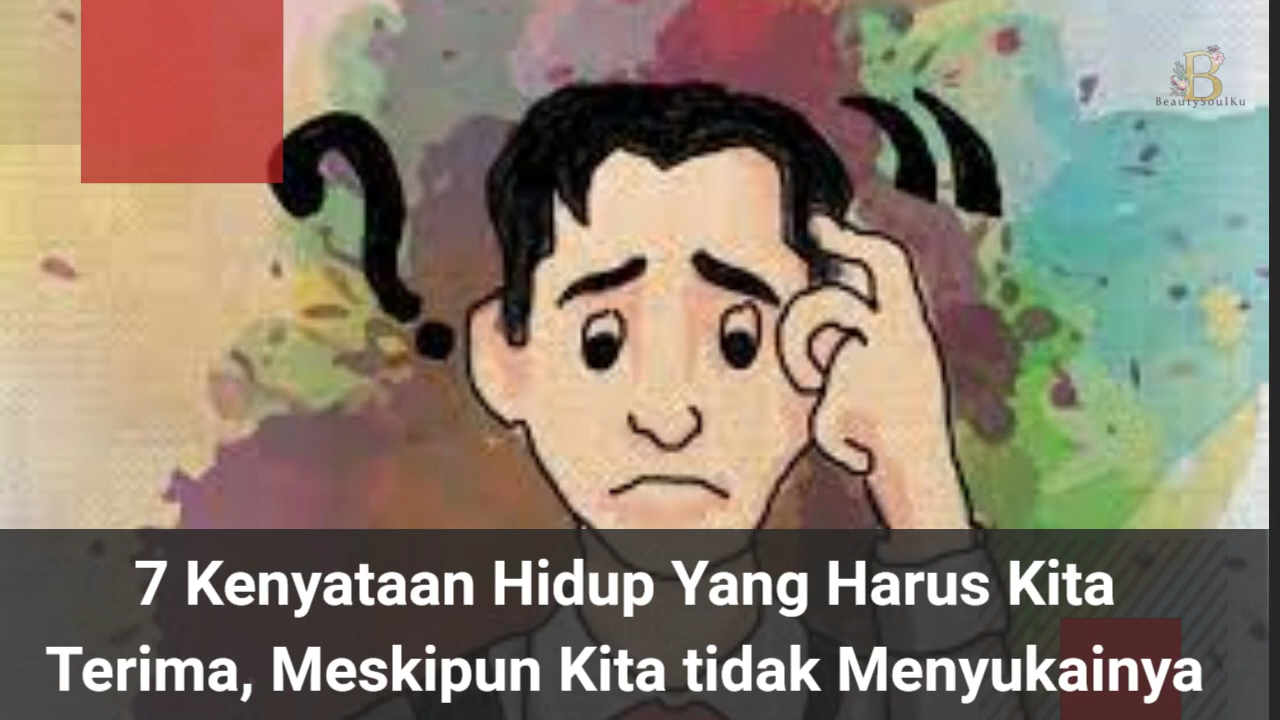 BeautySoulKu
7 Kenyataan Hidup Yang Harus Kita
Terima, Meskipun Kita tidak Menyukainya